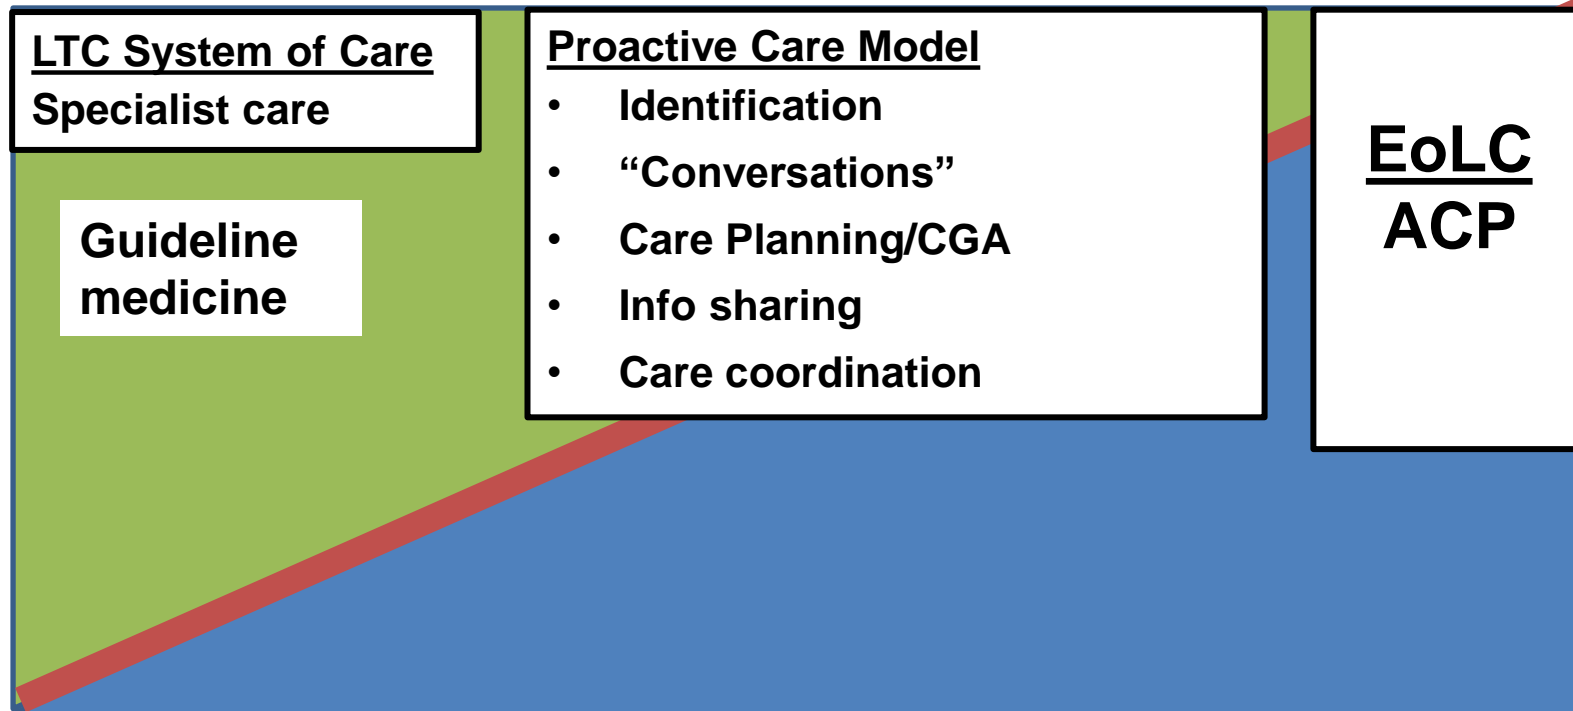 LTC System of Care
Specialist care
Guideline
medicine
Proactive Care Model
• Identification
• “Conversations”
• Care Planning/CGA
• Info sharing
• Care coordination
EoLC
ACP